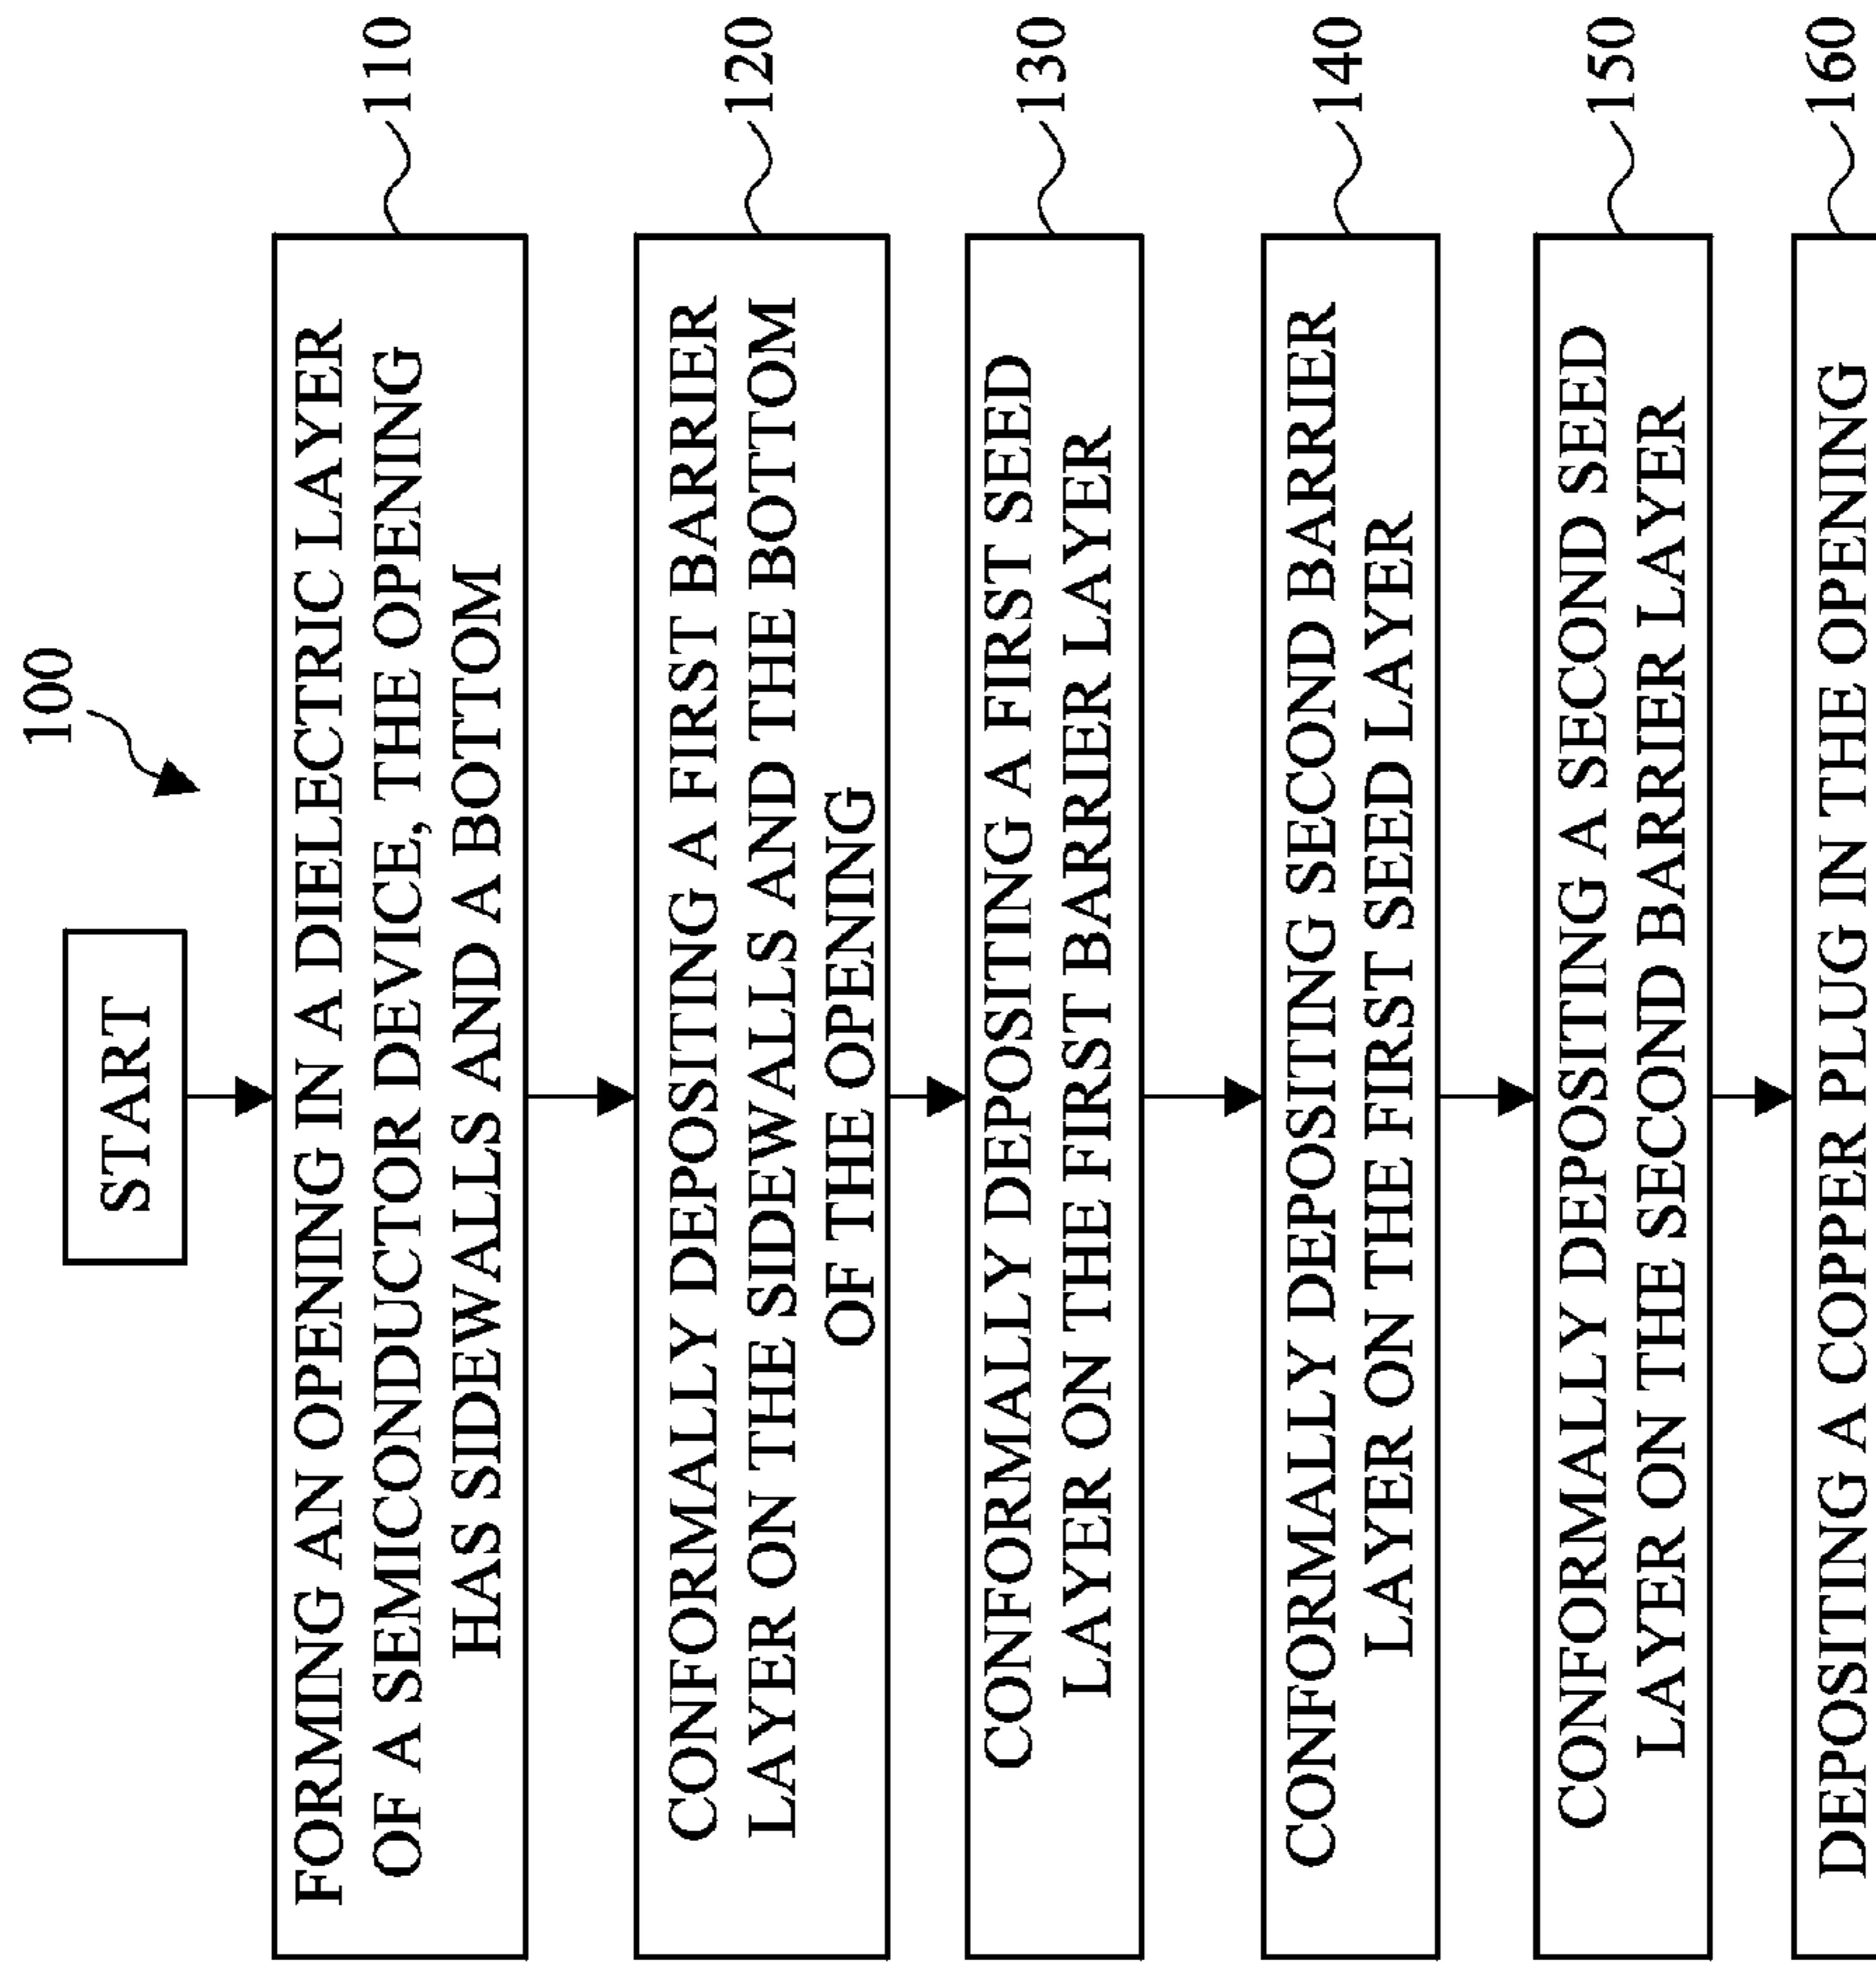 100
START
FORMING AN OPENING IN A DIELECTRIC LAYER
OF A SEMICONDUCTOR DEVICE, THE OPENING
HAS SIDEWALLS AND A BOTTOM
110
CONFORMALLY DEPOSITING A FIRST BARRIER
LAYER ON THE SIDEWALLS AND THE BOTTOM
OF THE OPENING
120
CONFORMALLY DEPOSITING A FIRST SEED
LAYER ON THE FIRST BARRIER LAYER
130
CONFORMALLY DEPOSITING SECOND BARRIER
LAYER ON THE FIRST SEED LAYER
140
CONFORMALLY DEPOSITING A SECOND SEED
LAYER ON THE SECOND BARRIER LAYER
150
DEPOSITING A COPPER PLUG IN THE OPENING
160